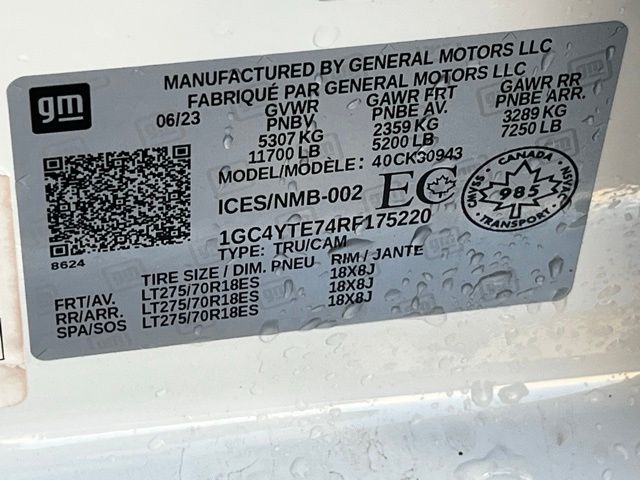 gm
MANUFACTURED BY GENERAL MOTORS LLC
FABRIQUÉ PAR GENERAL MOTORS LLC
06/23 GVWR GAWR FRT GAWR RR
PNBV PNBE AV. PNBE ARR.
5307 KG 2359 KG 3289 KG
11700 LB 5200 LB 7250 LB
MODEL/MODÈLE: 40CK30943
ICES/NMB-002 EC
CANADA
985
TRANSPORT
1GC4YTE74RF175220
TYPE: TRU/CAM
8624
TIRE SIZE / DIM. PNEU RIM / JANTE
FRT/AV. LT275/70R18ES 18X8J
RR/ARR. LT275/70R18ES 18X8J
SPA/SOS LT275/70R18ES 18X8J